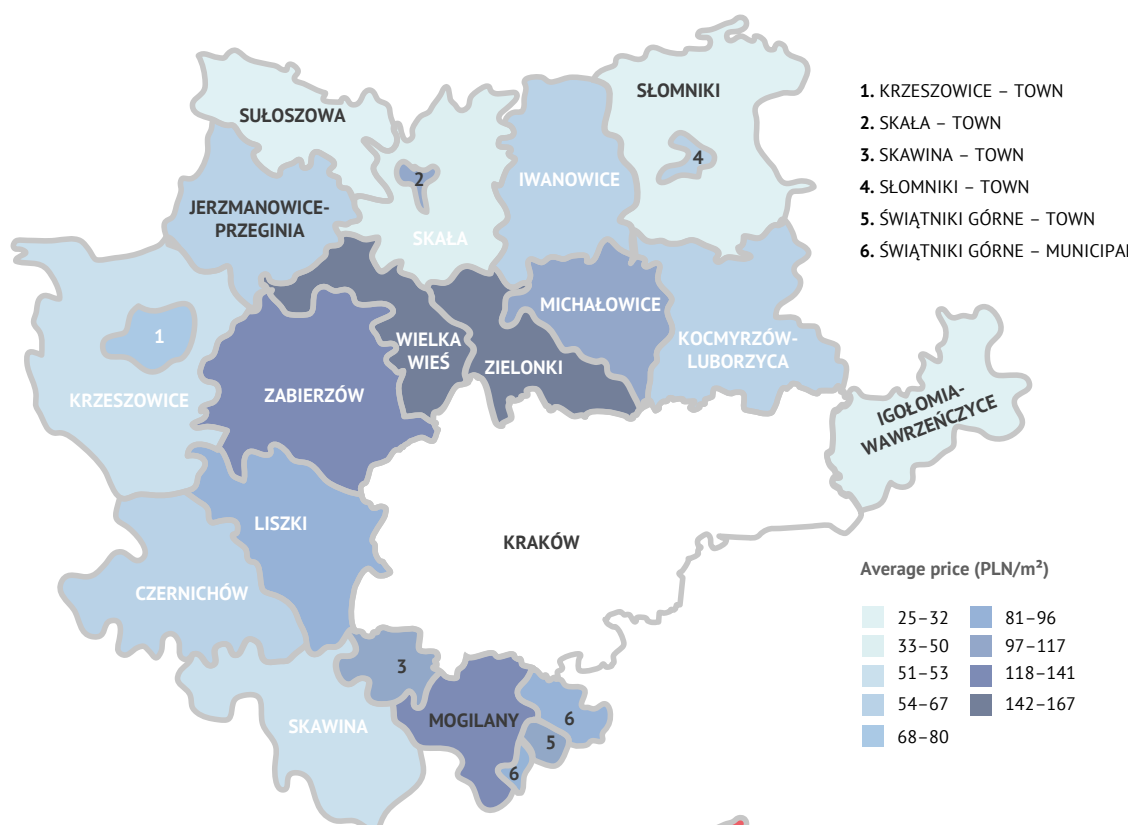 SŁOMNIKI
SUŁOSZOWA
4
IWANOWICE
2
JERZMANOWICE-
PRZEGINIA
SKAŁA
MICHAŁOWICE
1
WIELKA
WIEŚ
ZIELONKI
KOCMYRZÓW-
LUBORZYCA
ZABIERZÓW
KRZESZOWICE
IGOŁOMIA-
WAWRZEŃCZYCE
LISZKI
KRAKÓW
CZERNICHÓW
3
SKAWINA
MOGILANY
6
5
6
1. KRZESZOWICE – TOWN
2. SKAŁA – TOWN
3. SKAWINA – TOWN
4. SŁOMNIKI – TOWN
5. ŚWIĄTNIKI GÓRNE – TOWN
6. ŚWIĄTNIKI GÓRNE – MUNICIPAL
Average price (PLN/m²)
25–32
33–50
51–53
54–67
68–80
81–96
97–117
118–141
142–167